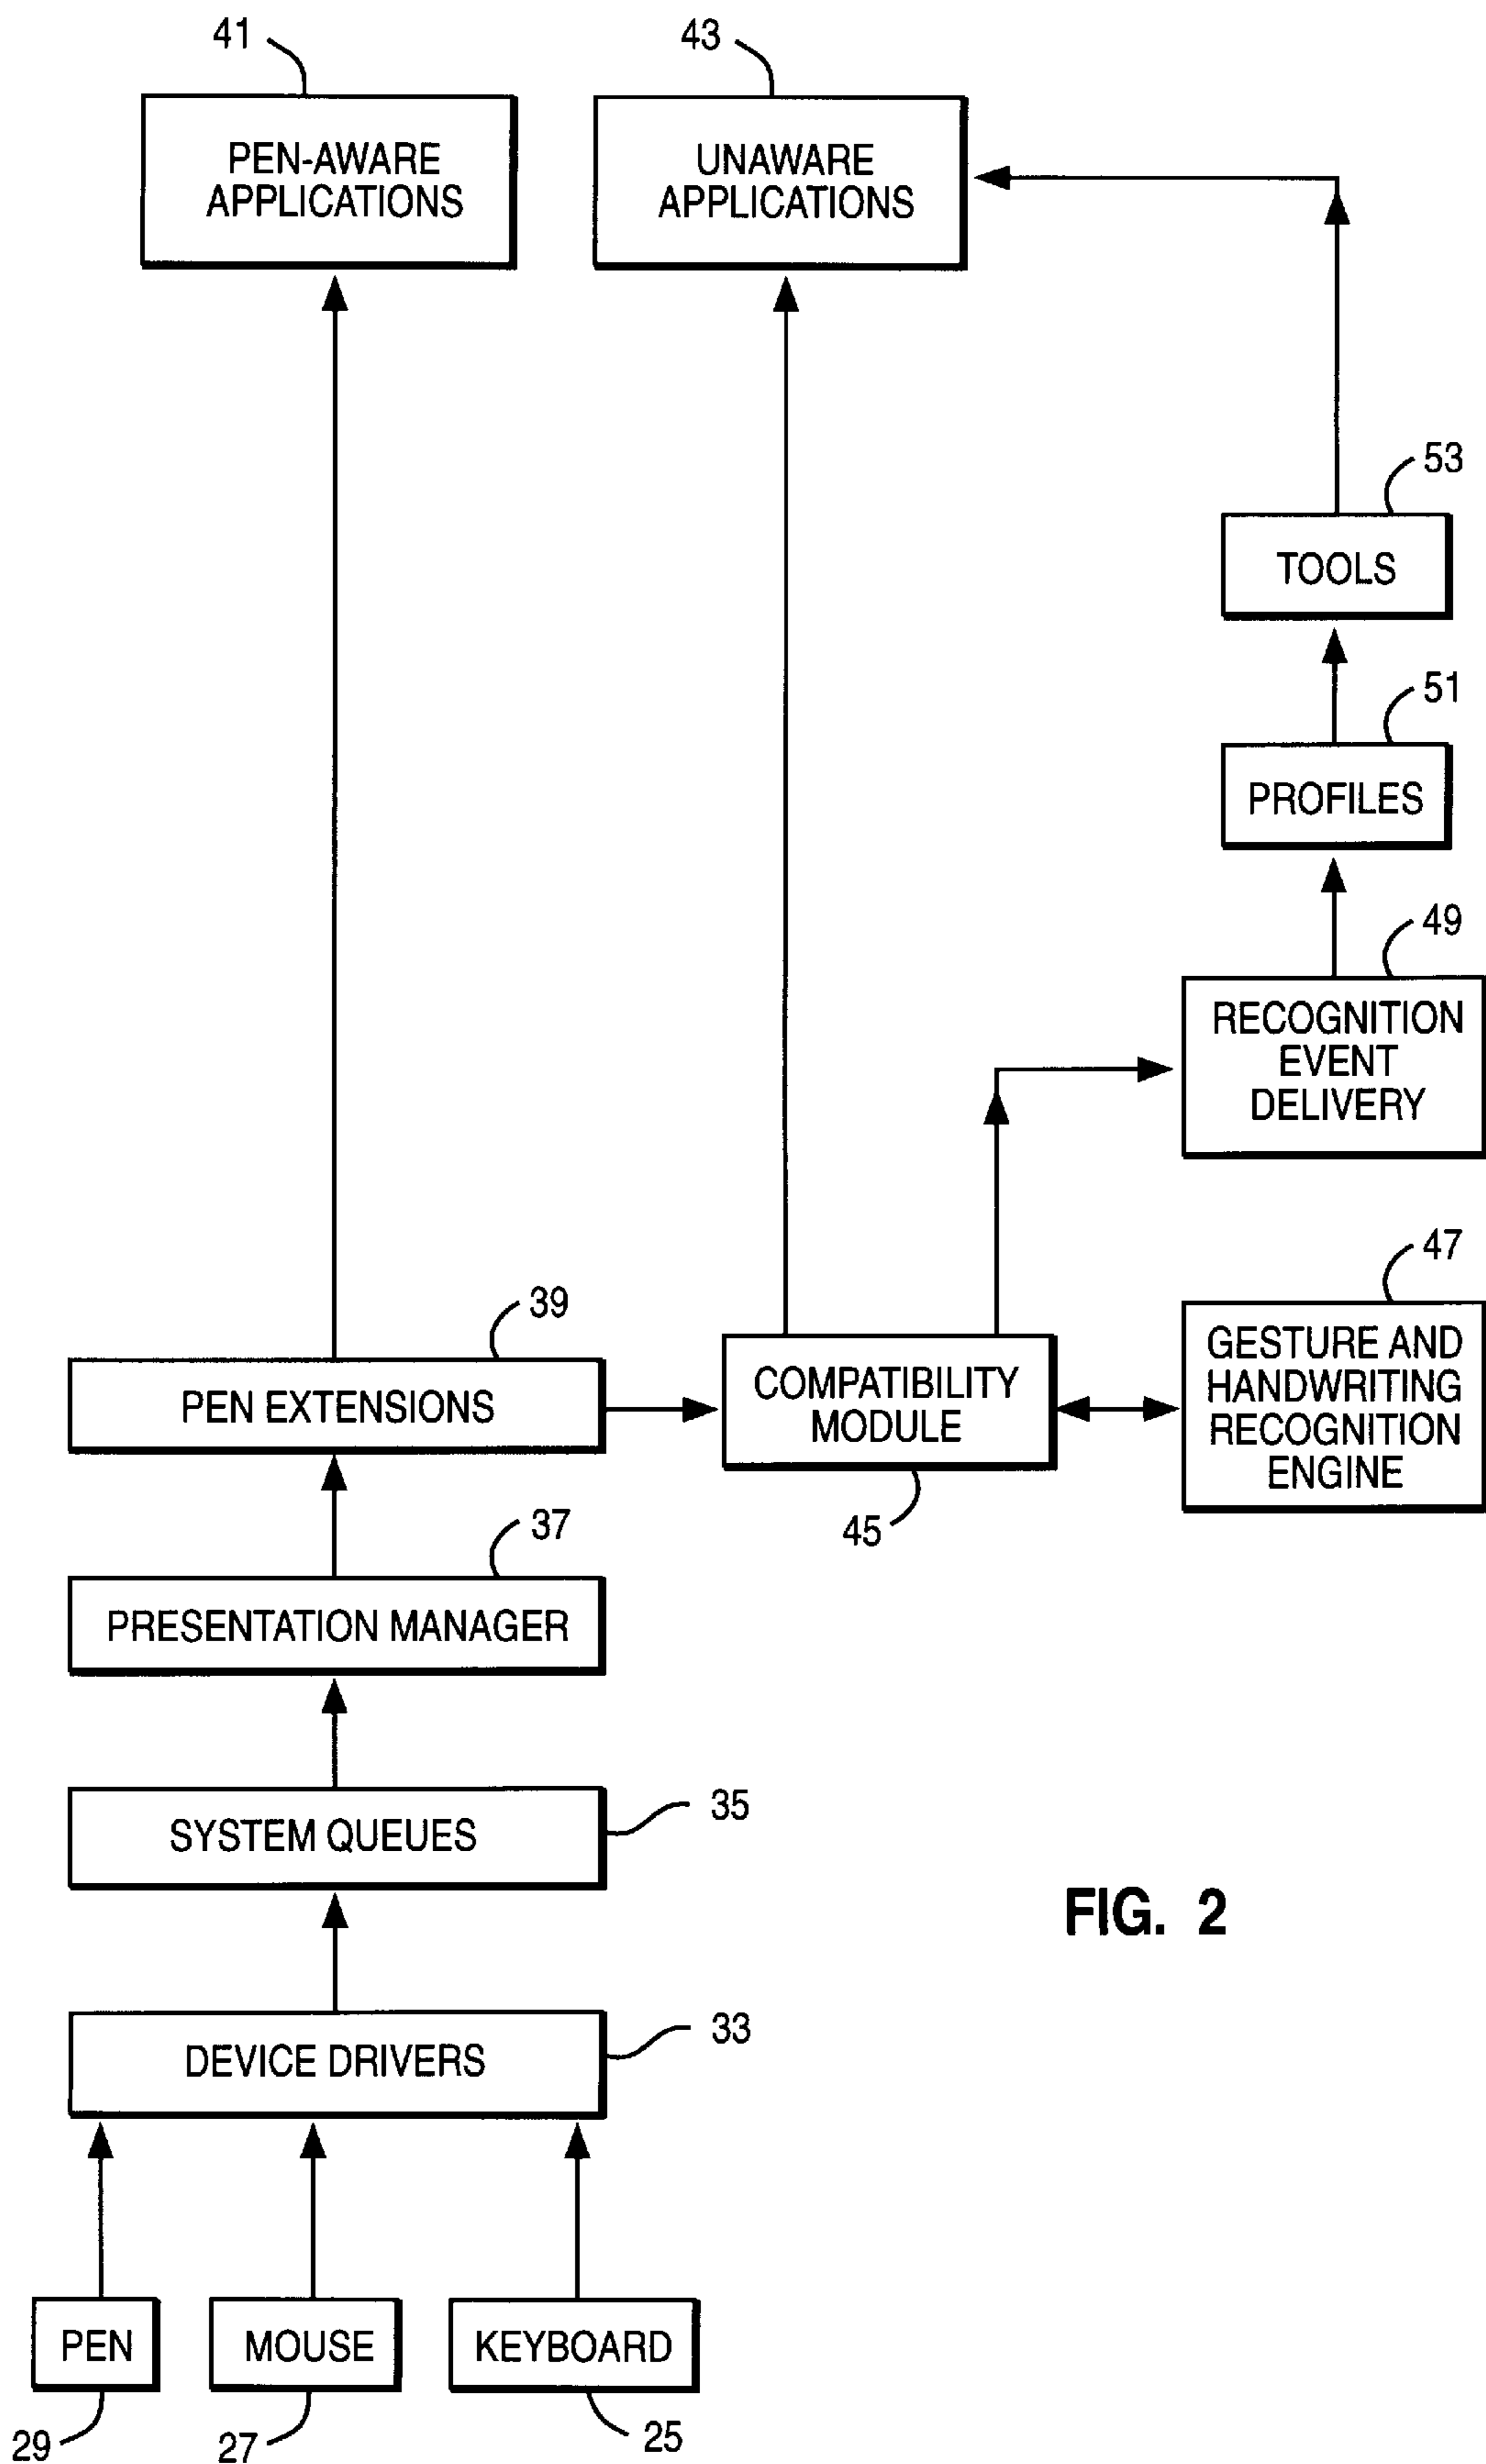 41
43
PEN-AWARE
APPLICATIONS
UNAWARE
APPLICATIONS
53
TOOLS
51
PROFILES
49
RECOGNITION
EVENT
DELIVERY
47
GESTURE AND
HANDWRITING
RECOGNITION
ENGINE
39
PEN EXTENSIONS
COMPATIBILITY
MODULE
45
37
PRESENTATION MANAGER
35
SYSTEM QUEUES
FIG. 2
33
DEVICE DRIVERS
PEN
MOUSE
KEYBOARD
29
27
25